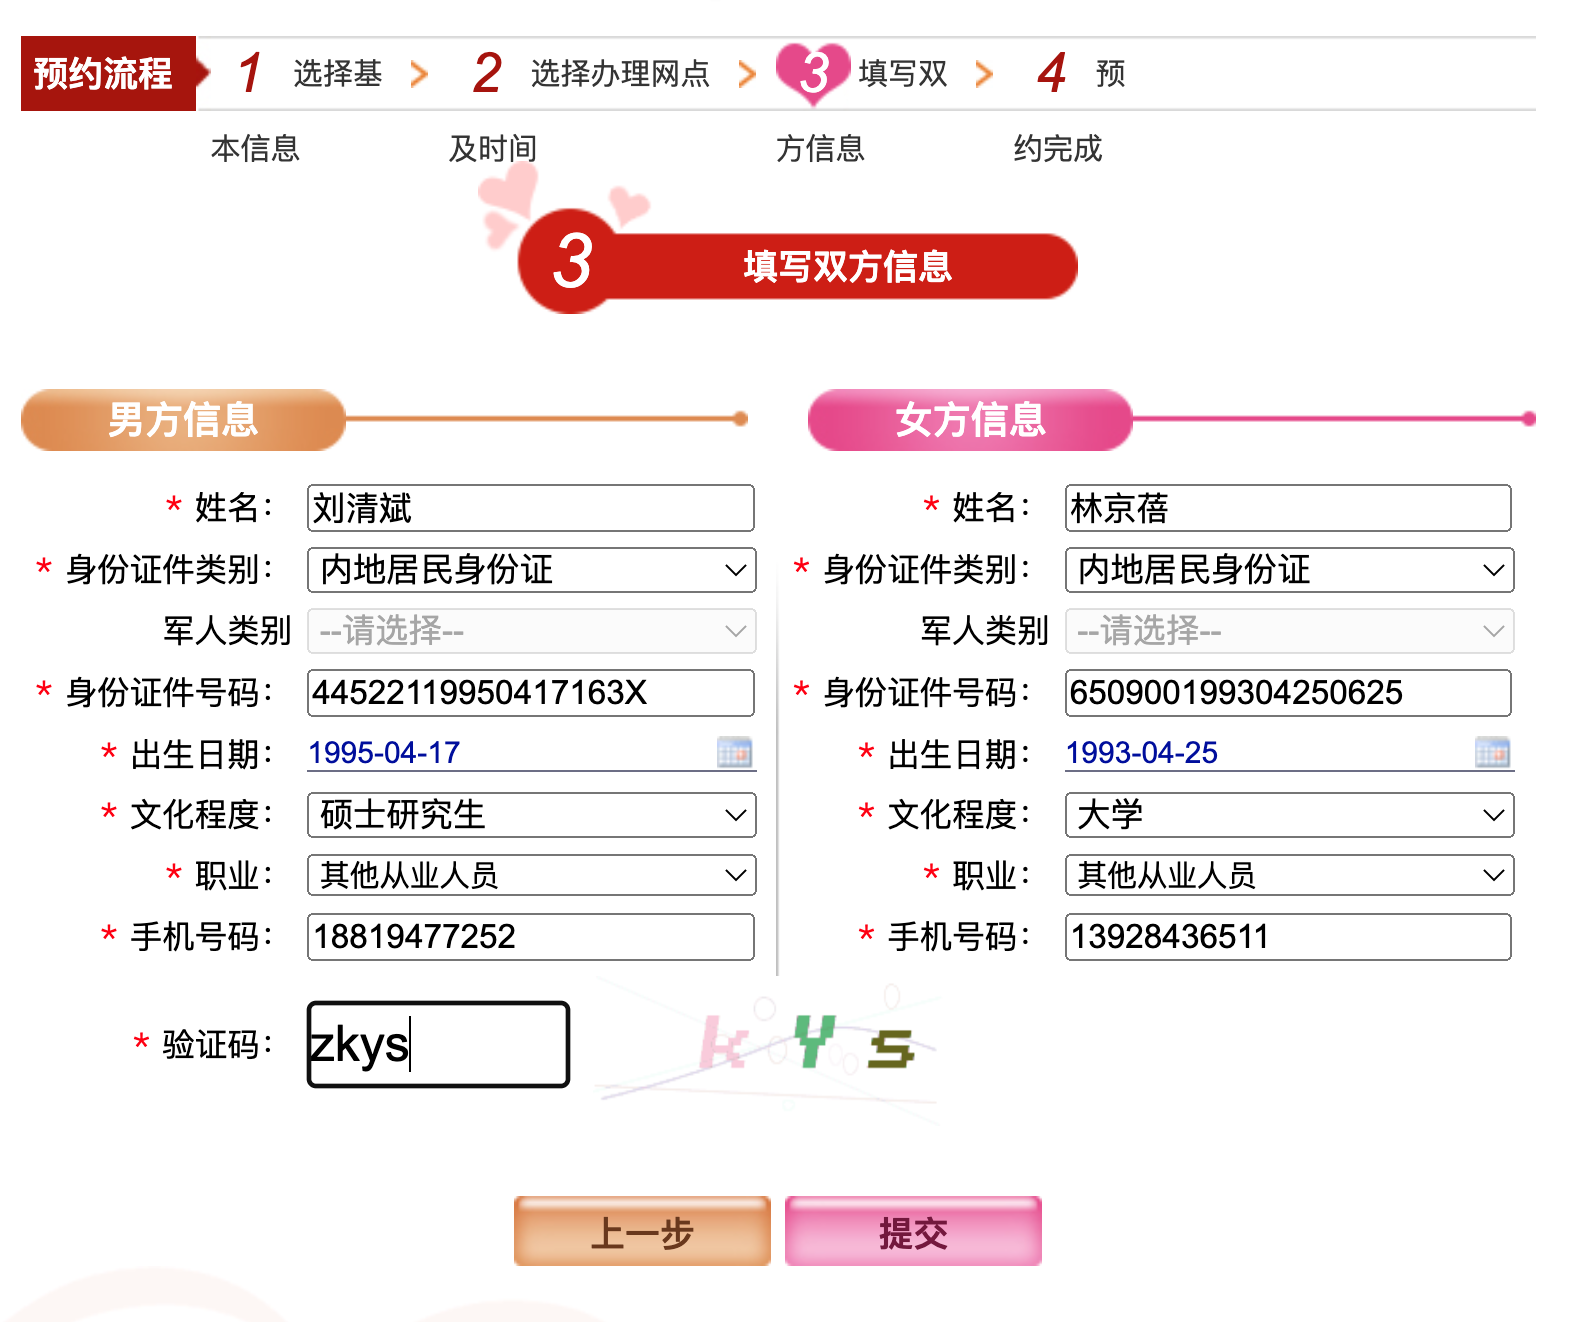 预约流程 1 选择基本信息 > 2 选择办理网点及时间 > 3 填写双方信息 > 4 预约完成
3 填写双方信息
男方信息
* 姓名： 刘清斌
* 身份证件类别： 内地居民身份证
军人类别 --请选择--
* 身份证件号码： 44522119950417163X
* 出生日期： 1995-04-17
* 文化程度： 硕士研究生
* 职业： 其他从业人员
* 手机号码： 18819477252
女方信息
* 姓名： 林京蓓
* 身份证件类别： 内地居民身份证
军人类别 --请选择--
* 身份证件号码： 650900199304250625
* 出生日期： 1993-04-25
* 文化程度： 大学
* 职业： 其他从业人员
* 手机号码： 13928436511
* 验证码： zkys k Y s
上一步 提交